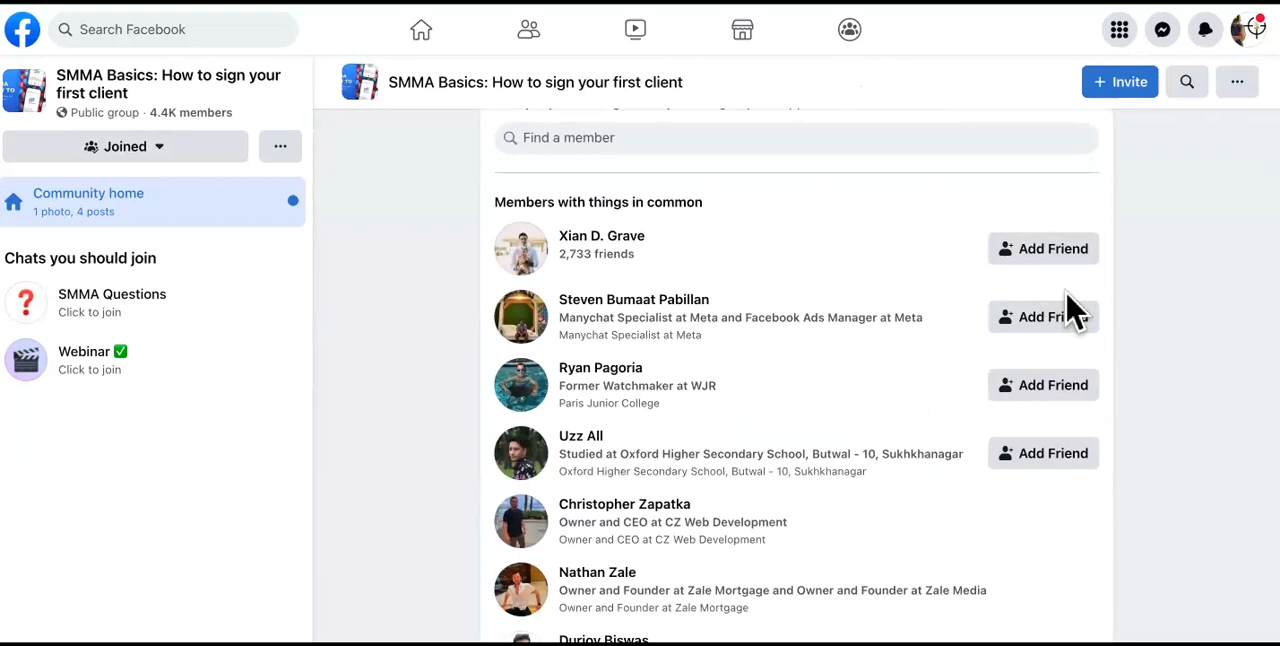 Search Facebook
SMMA Basics: How to sign your
first client
Public group · 4.4K members
Joined
Community home
1 photo, 4 posts
Chats you should join
SMMA Questions
Click to join
Webinar ✅
Click to join
SMMA Basics: How to sign your first client
+ Invite
Find a member
Members with things in common
Xian D. Grave
2,733 friends
Add Friend
Steven Bumaat Pabillan
Manychat Specialist at Meta and Facebook Ads Manager at Meta
Manychat Specialist at Meta
Add
Ryan Pagoria
Former Watchmaker at WJR
Paris Junior College
Add Friend
Uzz All
Studied at Oxford Higher Secondary School, Butwal - 10, Sukhkhanagar
Oxford Higher Secondary School, Butwal - 10, Sukhkhanagar
Add Friend
Christopher Zapatka
Owner and CEO at CZ Web Development
Owner and CEO at CZ Web Development
Nathan Zale
Owner and Founder at Zale Mortgage and Owner and Founder at Zale Media
Owner and Founder at Zale Mortgage